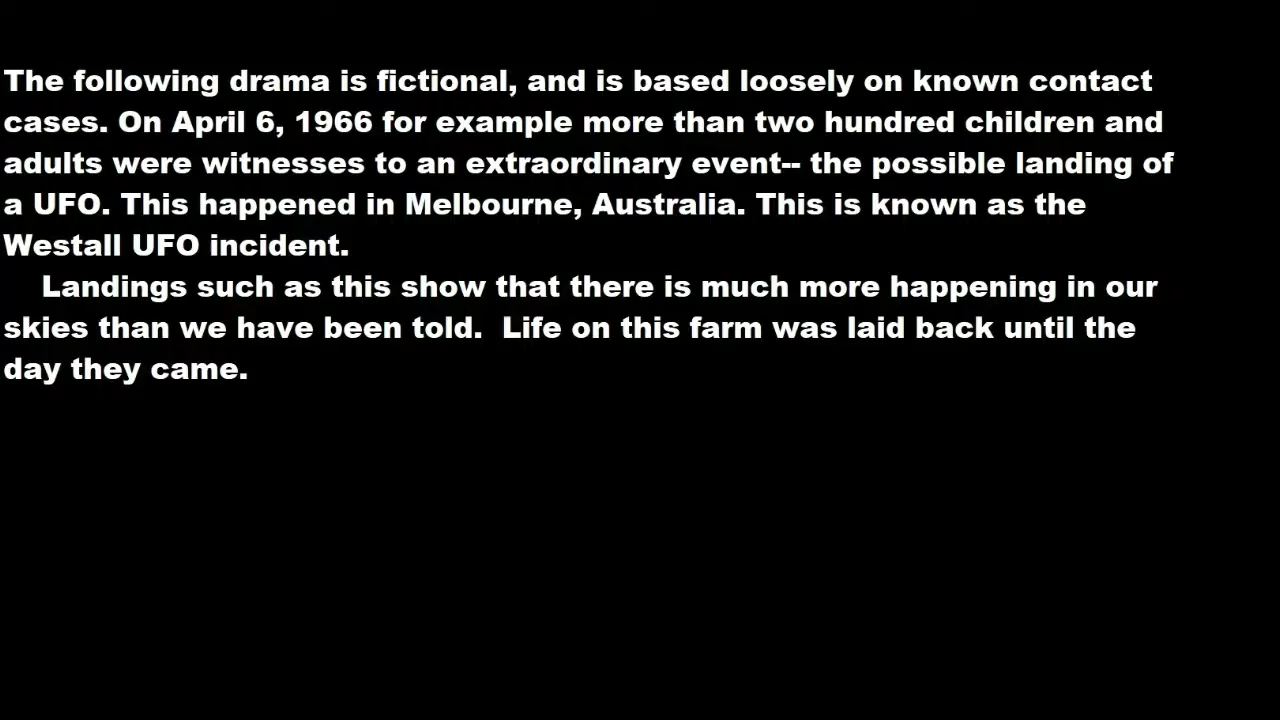 The following drama is fictional, and is based loosely on known contact
cases. On April 6, 1966 for example more than two hundred children and
adults were witnesses to an extraordinary event-- the possible landing of
a UFO. This happened in Melbourne, Australia. This is known as the
Westall UFO incident.
Landings such as this show that there is much more happening in our
skies than we have been told.  Life on this farm was laid back until the
day they came.